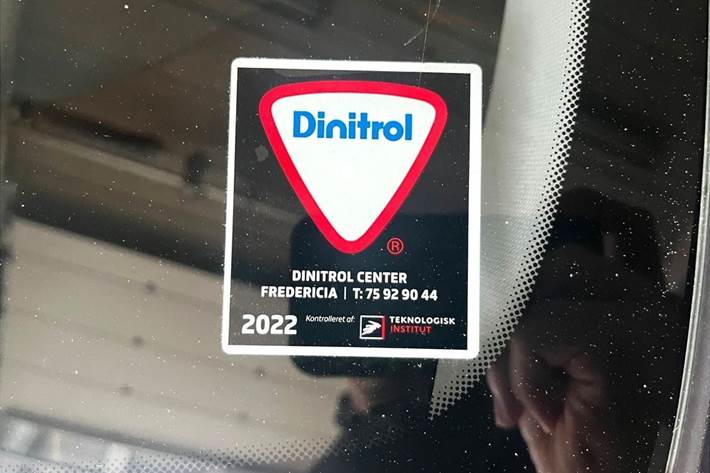 Dinitrol
®
DINITROL CENTER
FREDERICIA | T: 75 92 90 44
2022 Kontrolleret af: TEKNOLOGISK
INSTITUT